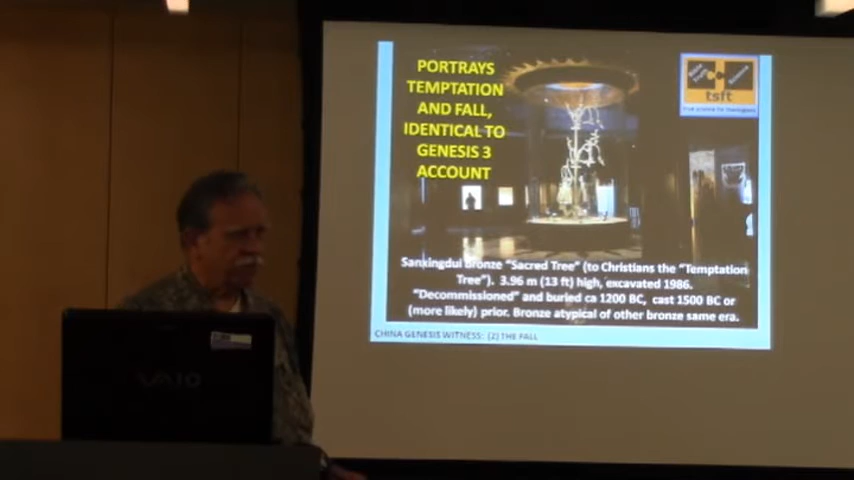 PORTRAYS
TEMPTATION
AND FALL,
IDENTICAL TO
GENESIS 3
ACCOUNT
tsft
Sanxingdui Bronze "Sacred Tree" (to Christians the "Temptation
Tree"). 3.96 m (13 ft) high, excavated 1986.
"Decommissioned" and buried ca 1200 BC, cast 1500 BC or
(more likely) prior. Bronze atypical of other bronze same era.
CHINA GENESIS WITNESS: (2) THE FALL
VAIO